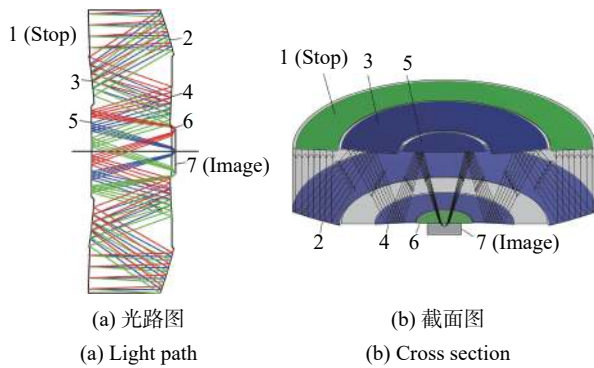 1 (Stop)
2
3
4
5
6
7 (Image)
(a) 光路图
(a) Light path
1 (Stop)
3
5
2
4
6
7 (Image)
(b) 截面图
(b) Cross section